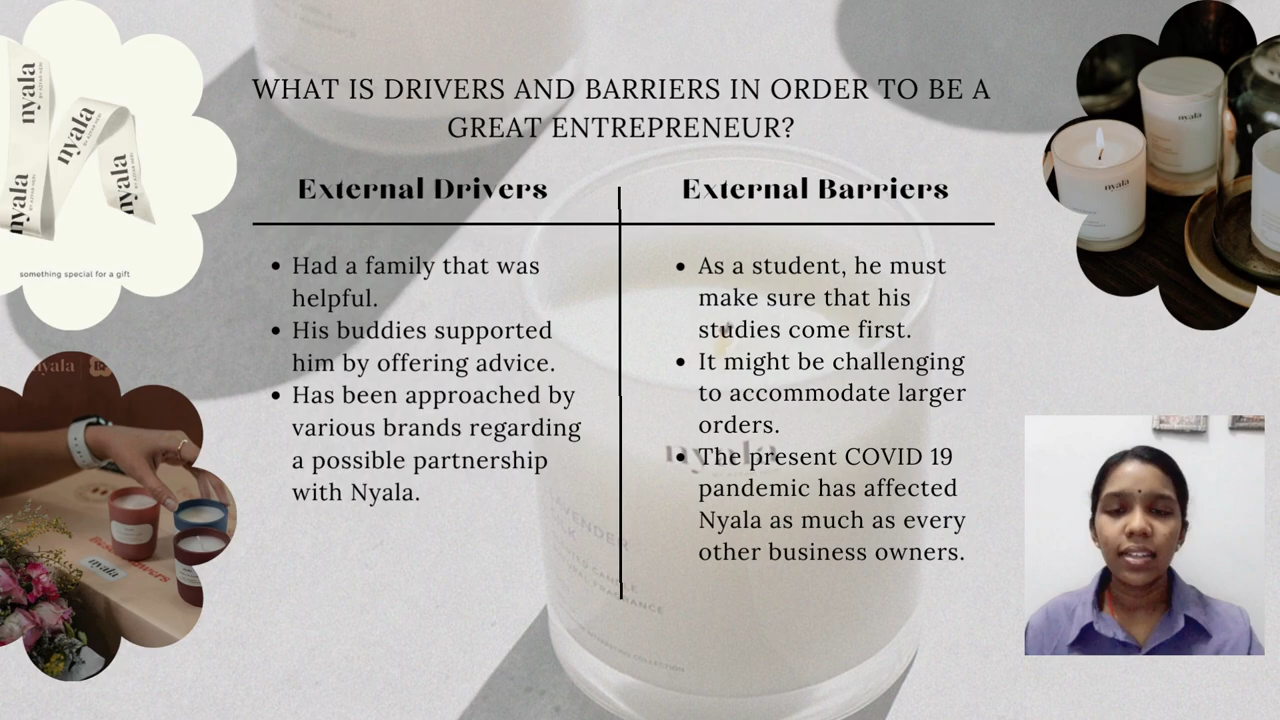 WHAT IS DRIVERS AND BARRIERS IN ORDER TO BE A
GREAT ENTREPRENEUR?
External Drivers
External Barriers
• Had a family that was
helpful.
• His buddies supported
him by offering advice.
• Has been approached by
various brands regarding
a possible partnership
with Nyala.
• As a student, he must
make sure that his
studies come first.
• It might be challenging
to accommodate larger
orders.
• The present COVID 19
pandemic has affected
Nyala as much as every
other business owners.
nyala
nyala
nyala
nyala
something special for a gift
nyala
nyala
nyala
nyala
nyala